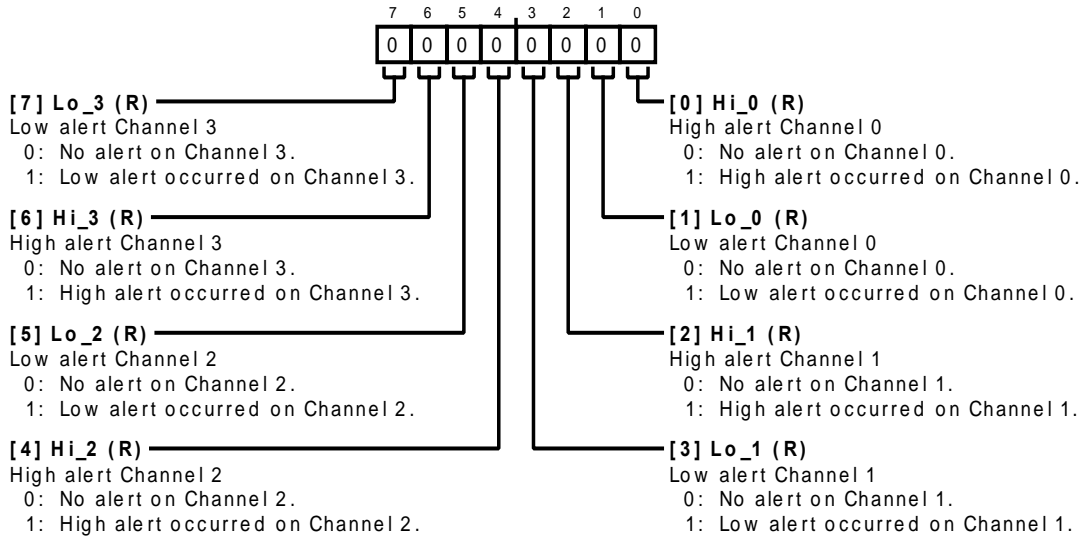 7 6 5 4 3 2 1 0
0 0 0 0 0 0 0 0
[7] Lo_3 (R)
Low alert Channel 3
0: No alert on Channel 3.
1: Low alert occurred on Channel 3.
[6] Hi_3 (R)
High alert Channel 3
0: No alert on Channel 3.
1: High alert occurred on Channel 3.
[5] Lo_2 (R)
Low alert Channel 2
0: No alert on Channel 2.
1: Low alert occurred on Channel 2.
[4] Hi_2 (R)
High alert Channel 2
0: No alert on Channel 2.
1: High alert occurred on Channel 2.
[0] Hi_0 (R)
High alert Channel 0
0: No alert on Channel 0.
1: High alert occurred on Channel 0.
[1] Lo_0 (R)
Low alert Channel 0
0: No alert on Channel 0.
1: Low alert occurred on Channel 0.
[2] Hi_1 (R)
High alert Channel 1
0: No alert on Channel 1.
1: High alert occurred on Channel 1.
[3] Lo_1 (R)
Low alert Channel 1
0: No alert on Channel 1.
1: Low alert occurred on Channel 1.